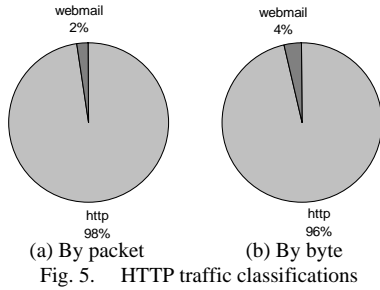 webmail
2%
webmail
4%
http
98%
http
96%
(a) By packet
(b) By byte
Fig. 5. HTTP traffic classifications